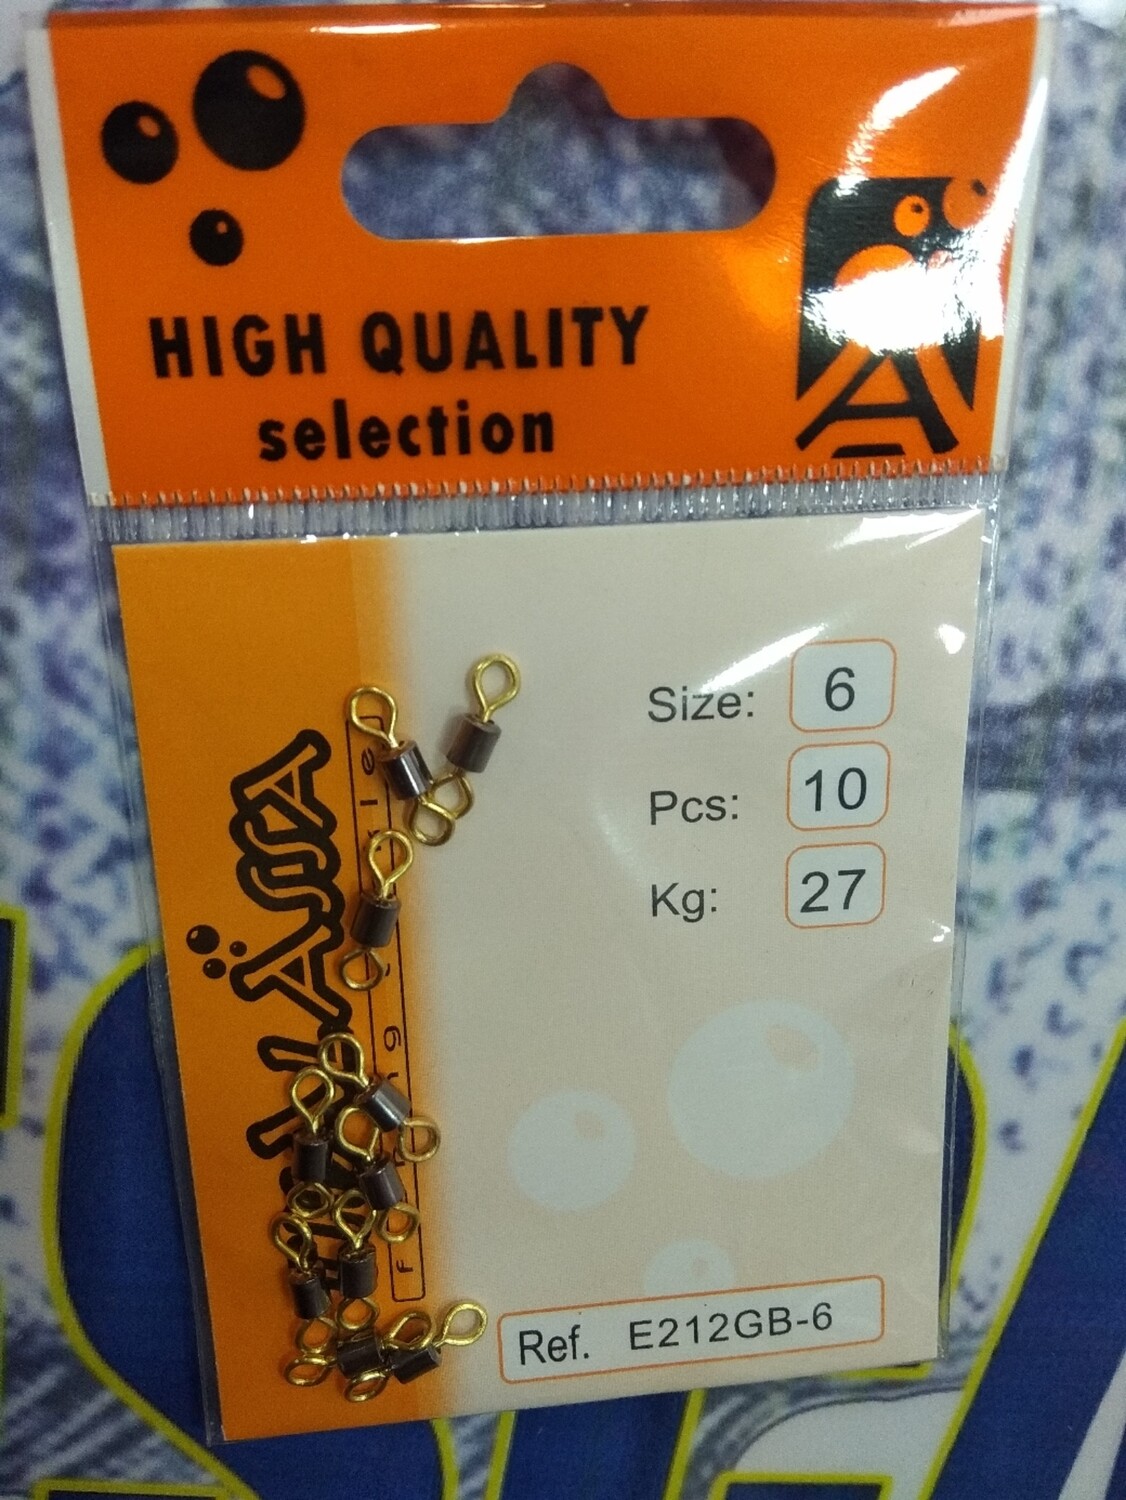 HIGH QUALITY
selection
Size: 6
Pcs: 10
Kg: 27
Ref. E212GB-6